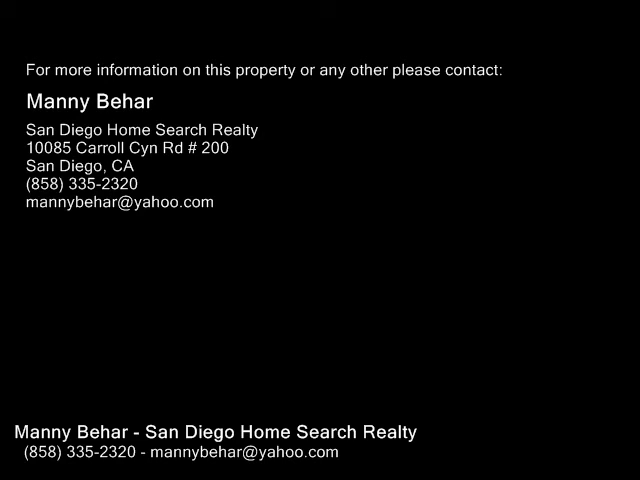 For more information on this property or any other please contact:
Manny Behar
San Diego Home Search Realty
10085 Carroll Cyn Rd # 200
San Diego, CA
(858) 335-2320
mannybehar@yahoo.com
Manny Behar - San Diego Home Search Realty
(858) 335-2320 - mannybehar@yahoo.com